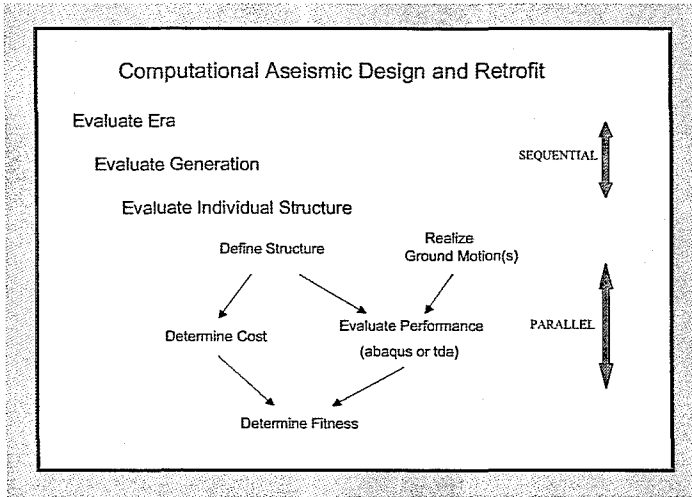 Computational Aseismic Design and Retrofit
Evaluate Era
SEQUENTIAL
Evaluate Generation
Evaluate Individual Structure
Define Structure
Realize
Ground Motion(s)
Determine Cost
Evaluate Performance
(abaqus or tda)
PARALLEL
Determine Fitness